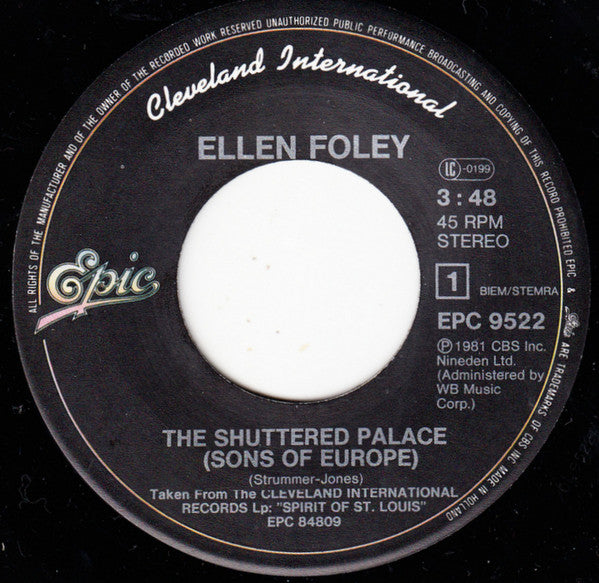 ALL RIGHTS OF THE MANUFACTURER AND OF THE OWNER OF THE RECORDED WORK RESERVED UNAUTHORIZED PUBLIC PERFORMANCE BROADCASTING AND COPYING OF THIS RECORD PROHIBITED EPIC & ARE TRADEMARKS OF CBS INC. MADE IN HOLLAND
Cleveland International
ELLEN FOLEY
LC -0199
3 : 48
45 RPM
STEREO
Epic
1
BIEM/STEMRA
EPC 9522
℗ 1981 CBS Inc.
Nineden Ltd.
(Administered by
WB Music
Corp.)
THE SHUTTERED PALACE
(SONS OF EUROPE)
(Strummer-Jones)
Taken From The CLEVELAND INTERNATIONAL
RECORDS Lp: "SPIRIT OF ST. LOUIS"
EPC 84809